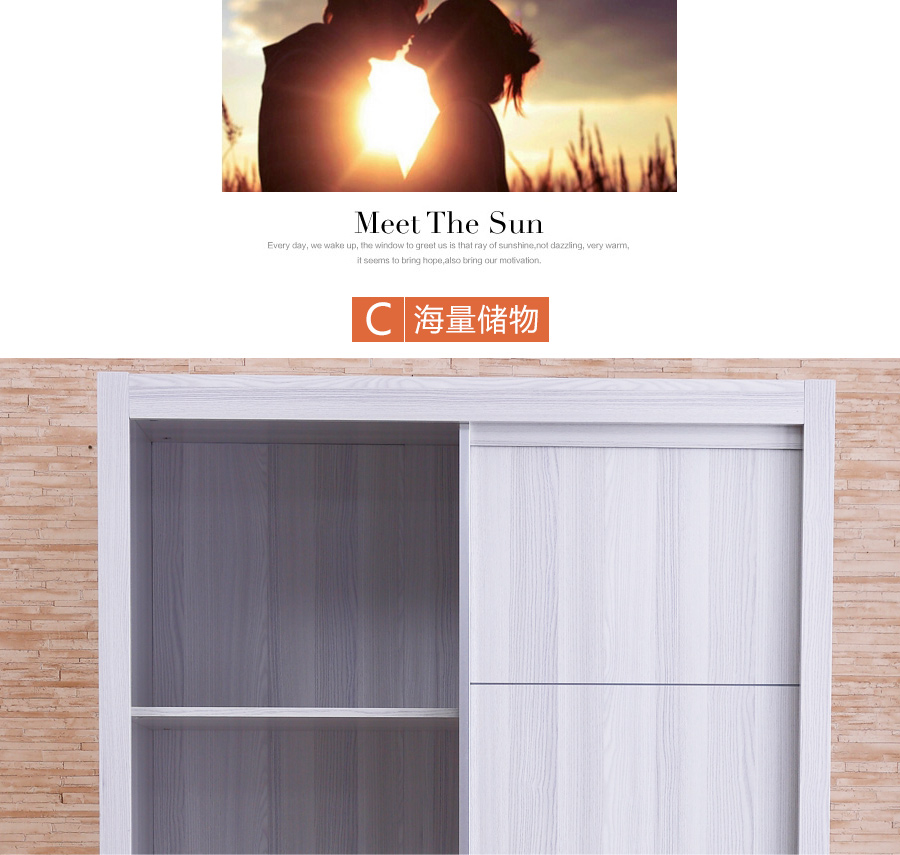 Meet The Sun
Every day, we wake up, the window to greet us is that ray of sunshine,not dazzling, very warm,
it seems to bring hope,also bring our motivation.
C 海量储物